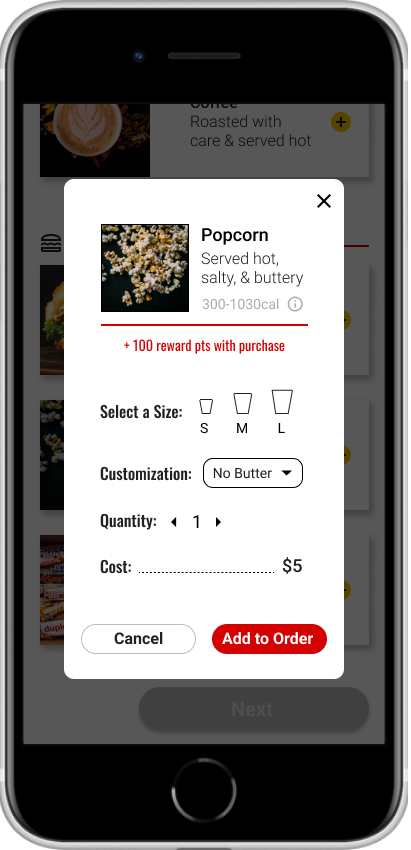 Coffee
Roasted with
care & served hot
Popcorn
Served hot,
salty, & buttery
300-1030cal
+ 100 reward pts with purchase
Select a Size:
S M L
Customization: No Butter
Quantity: 1
Cost: $5
Cancel Add to Order
Next